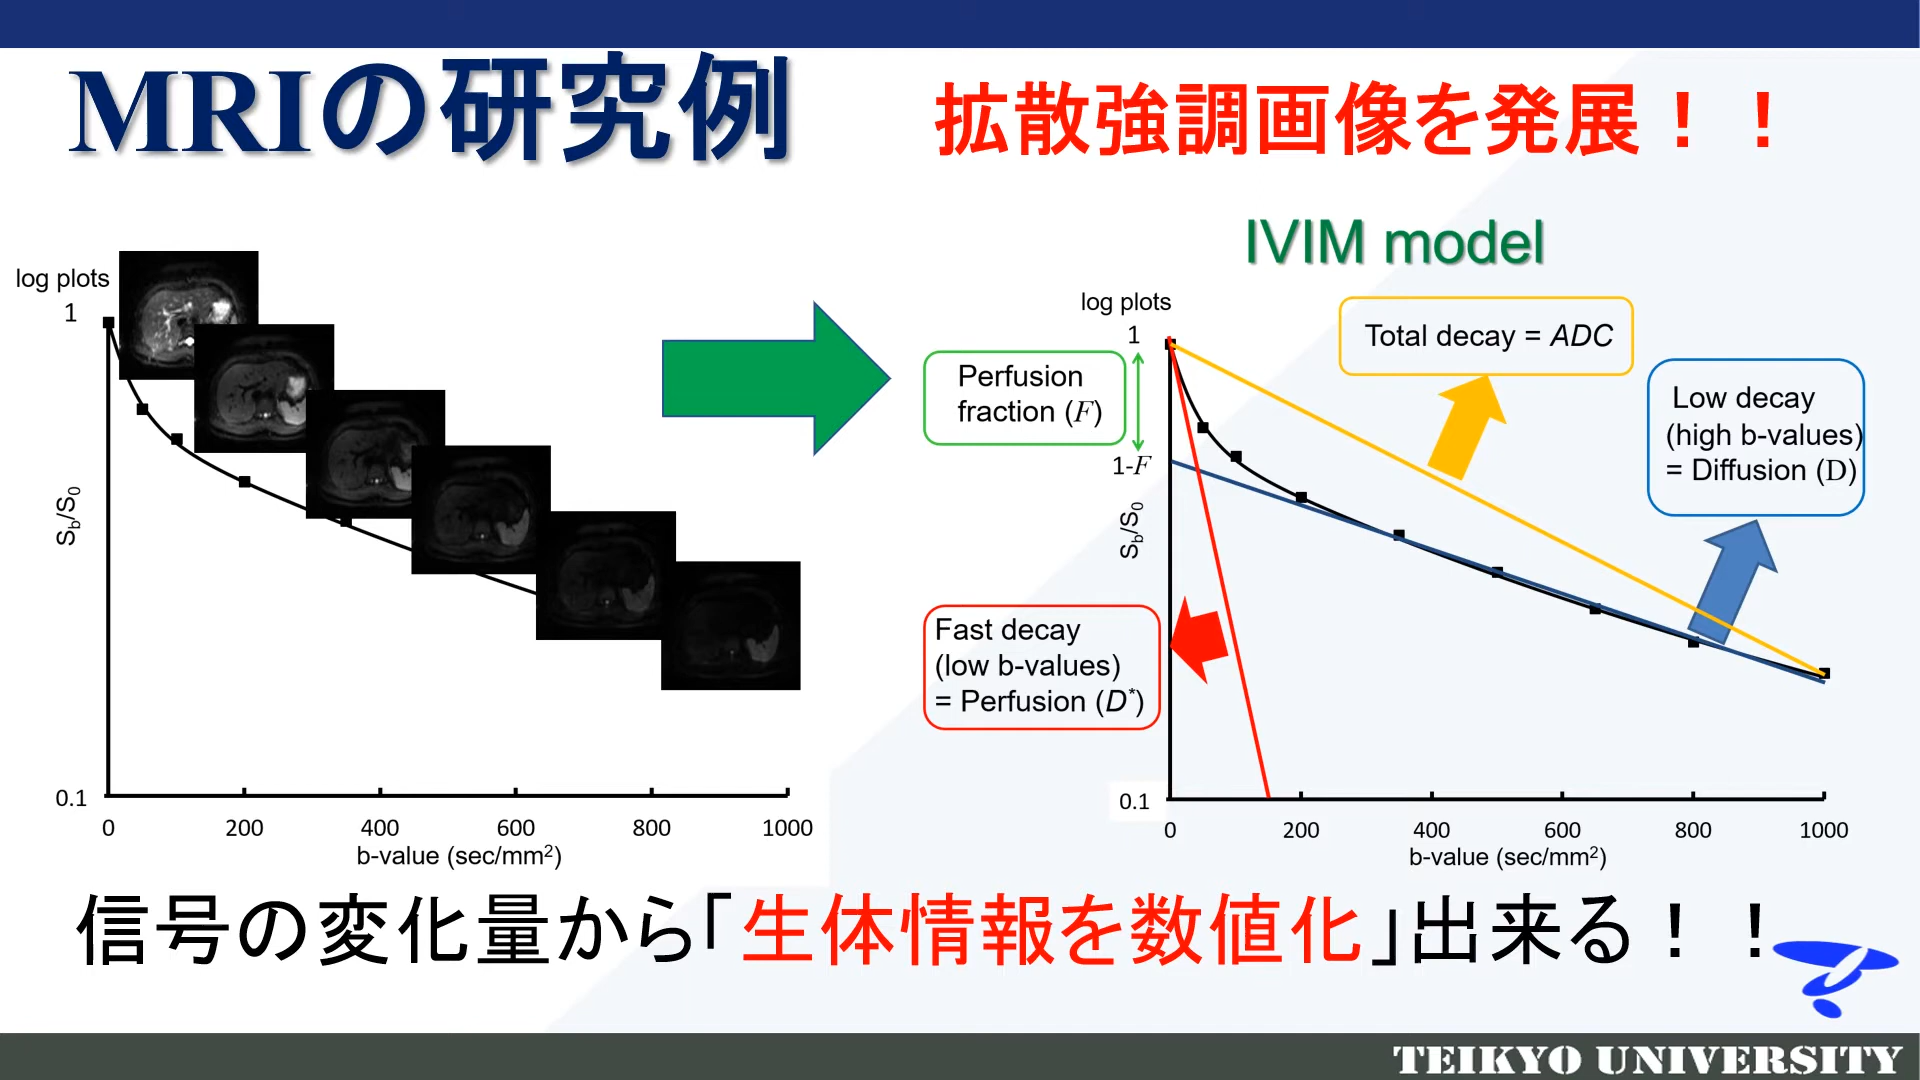 MRIの研究例
拡散強調画像を発展！！
log plots
1
Sb/S0
0.1
0 200 400 600 800 1000
b-value (sec/mm2)
IVIM model
log plots
1
Perfusion
fraction (F)
1-F
Sb/S0
Total decay = ADC
Low decay
(high b-values)
= Diffusion (D)
Fast decay
(low b-values)
= Perfusion (D*)
0.1
0 200 400 600 800 1000
b-value (sec/mm2)
信号の変化量から「生体情報を数値化」出来る！！
TEIKYO UNIVERSITY